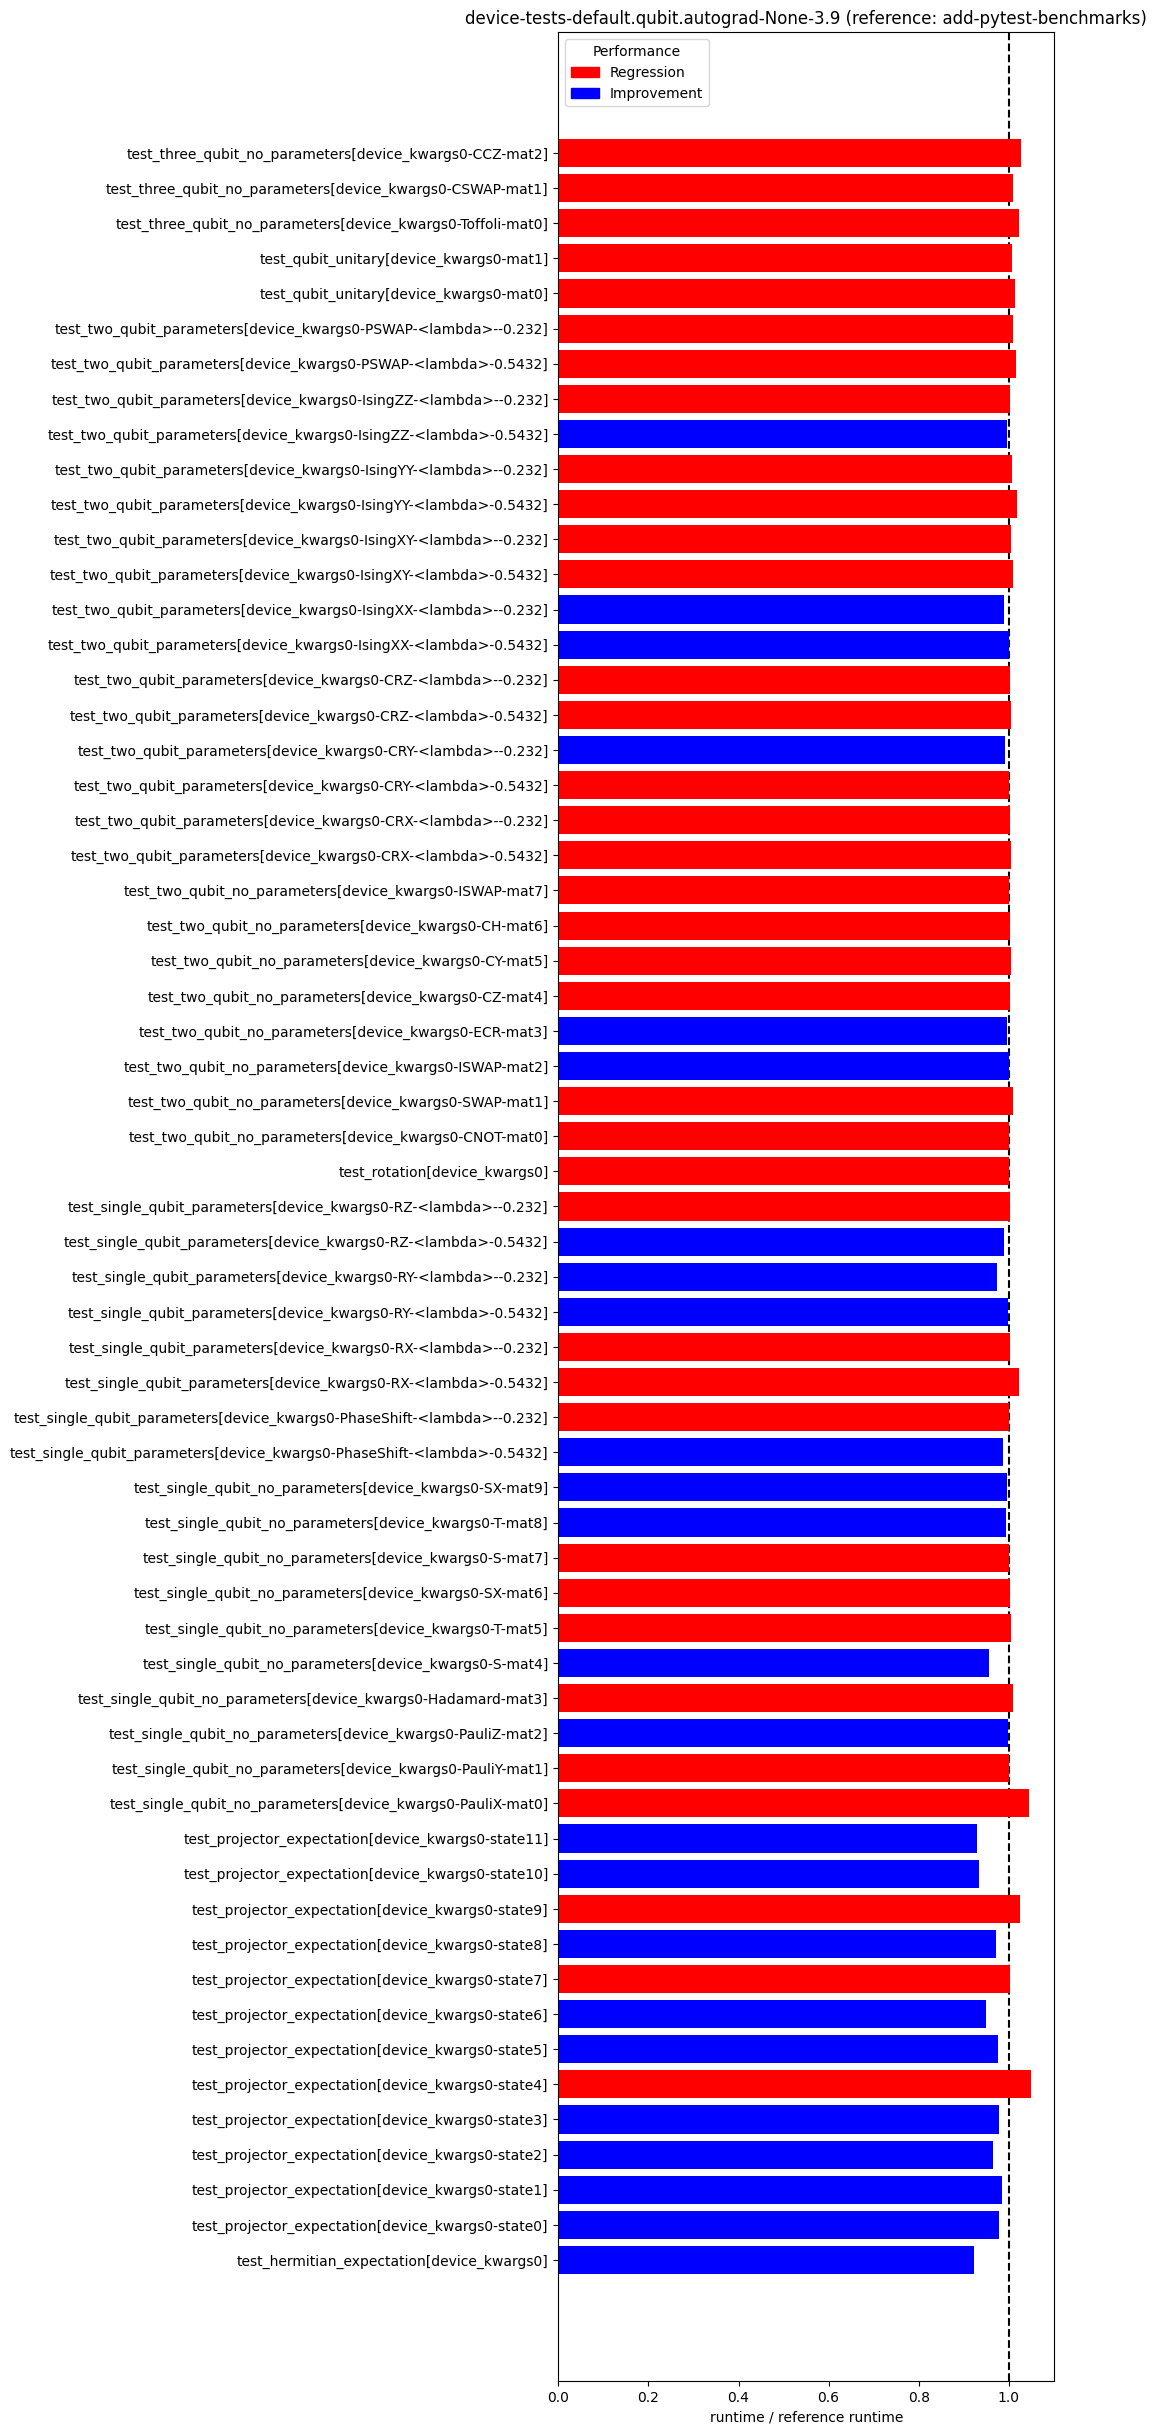 device-tests-default.qubit.autograd-None-3.9 (reference: add-pytest-benchmarks)
Performance
Regression
Improvement
test_three_qubit_no_parameters[device_kwargs0-CCZ-mat2]
test_three_qubit_no_parameters[device_kwargs0-CSWAP-mat1]
test_three_qubit_no_parameters[device_kwargs0-Toffoli-mat0]
test_qubit_unitary[device_kwargs0-mat1]
test_qubit_unitary[device_kwargs0-mat0]
test_two_qubit_parameters[device_kwargs0-PSWAP-<lambda>--0.232]
test_two_qubit_parameters[device_kwargs0-PSWAP-<lambda>-0.5432]
test_two_qubit_parameters[device_kwargs0-IsingZZ-<lambda>--0.232]
test_two_qubit_parameters[device_kwargs0-IsingZZ-<lambda>-0.5432]
test_two_qubit_parameters[device_kwargs0-IsingYY-<lambda>--0.232]
test_two_qubit_parameters[device_kwargs0-IsingYY-<lambda>-0.5432]
test_two_qubit_parameters[device_kwargs0-IsingXY-<lambda>--0.232]
test_two_qubit_parameters[device_kwargs0-IsingXY-<lambda>-0.5432]
test_two_qubit_parameters[device_kwargs0-IsingXX-<lambda>--0.232]
test_two_qubit_parameters[device_kwargs0-IsingXX-<lambda>-0.5432]
test_two_qubit_parameters[device_kwargs0-CRZ-<lambda>--0.232]
test_two_qubit_parameters[device_kwargs0-CRZ-<lambda>-0.5432]
test_two_qubit_parameters[device_kwargs0-CRY-<lambda>--0.232]
test_two_qubit_parameters[device_kwargs0-CRY-<lambda>-0.5432]
test_two_qubit_parameters[device_kwargs0-CRX-<lambda>--0.232]
test_two_qubit_parameters[device_kwargs0-CRX-<lambda>-0.5432]
test_two_qubit_no_parameters[device_kwargs0-ISWAP-mat7]
test_two_qubit_no_parameters[device_kwargs0-CH-mat6]
test_two_qubit_no_parameters[device_kwargs0-CY-mat5]
test_two_qubit_no_parameters[device_kwargs0-CZ-mat4]
test_two_qubit_no_parameters[device_kwargs0-ECR-mat3]
test_two_qubit_no_parameters[device_kwargs0-ISWAP-mat2]
test_two_qubit_no_parameters[device_kwargs0-SWAP-mat1]
test_two_qubit_no_parameters[device_kwargs0-CNOT-mat0]
test_rotation[device_kwargs0]
test_single_qubit_parameters[device_kwargs0-RZ-<lambda>--0.232]
test_single_qubit_parameters[device_kwargs0-RZ-<lambda>-0.5432]
test_single_qubit_parameters[device_kwargs0-RY-<lambda>--0.232]
test_single_qubit_parameters[device_kwargs0-RY-<lambda>-0.5432]
test_single_qubit_parameters[device_kwargs0-RX-<lambda>--0.232]
test_single_qubit_parameters[device_kwargs0-RX-<lambda>-0.5432]
test_single_qubit_parameters[device_kwargs0-PhaseShift-<lambda>--0.232]
test_single_qubit_parameters[device_kwargs0-PhaseShift-<lambda>-0.5432]
test_single_qubit_no_parameters[device_kwargs0-SX-mat9]
test_single_qubit_no_parameters[device_kwargs0-T-mat8]
test_single_qubit_no_parameters[device_kwargs0-S-mat7]
test_single_qubit_no_parameters[device_kwargs0-SX-mat6]
test_single_qubit_no_parameters[device_kwargs0-T-mat5]
test_single_qubit_no_parameters[device_kwargs0-S-mat4]
test_single_qubit_no_parameters[device_kwargs0-Hadamard-mat3]
test_single_qubit_no_parameters[device_kwargs0-PauliZ-mat2]
test_single_qubit_no_parameters[device_kwargs0-PauliY-mat1]
test_single_qubit_no_parameters[device_kwargs0-PauliX-mat0]
test_projector_expectation[device_kwargs0-state11]
test_projector_expectation[device_kwargs0-state10]
test_projector_expectation[device_kwargs0-state9]
test_projector_expectation[device_kwargs0-state8]
test_projector_expectation[device_kwargs0-state7]
test_projector_expectation[device_kwargs0-state6]
test_projector_expectation[device_kwargs0-state5]
test_projector_expectation[device_kwargs0-state4]
test_projector_expectation[device_kwargs0-state3]
test_projector_expectation[device_kwargs0-state2]
test_projector_expectation[device_kwargs0-state1]
test_projector_expectation[device_kwargs0-state0]
test_hermitian_expectation[device_kwargs0]
0.0 0.2 0.4 0.6 0.8 1.0
runtime / reference runtime